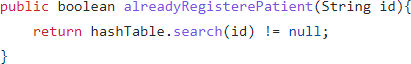 public boolean alreadyRegisterePatient(String id){
    return hashTable.search(id) != null;
}